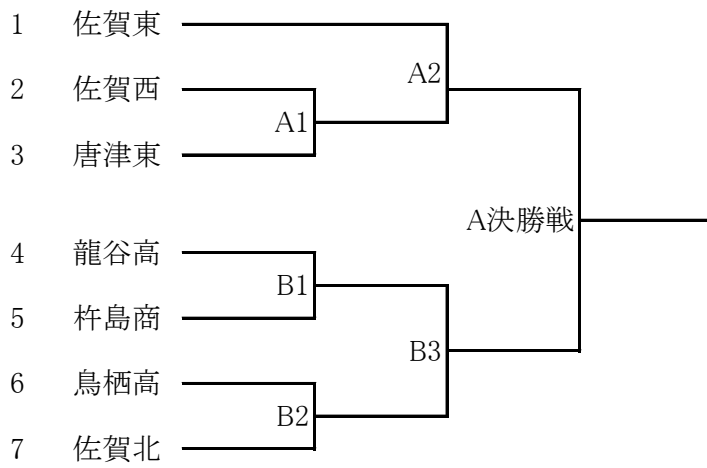 1 佐賀東
A2
2 佐賀西
A1
3 唐津東
A決勝戦
4 龍谷高
B1
5 杵島商
B3
6 鳥栖高
B2
7 佐賀北